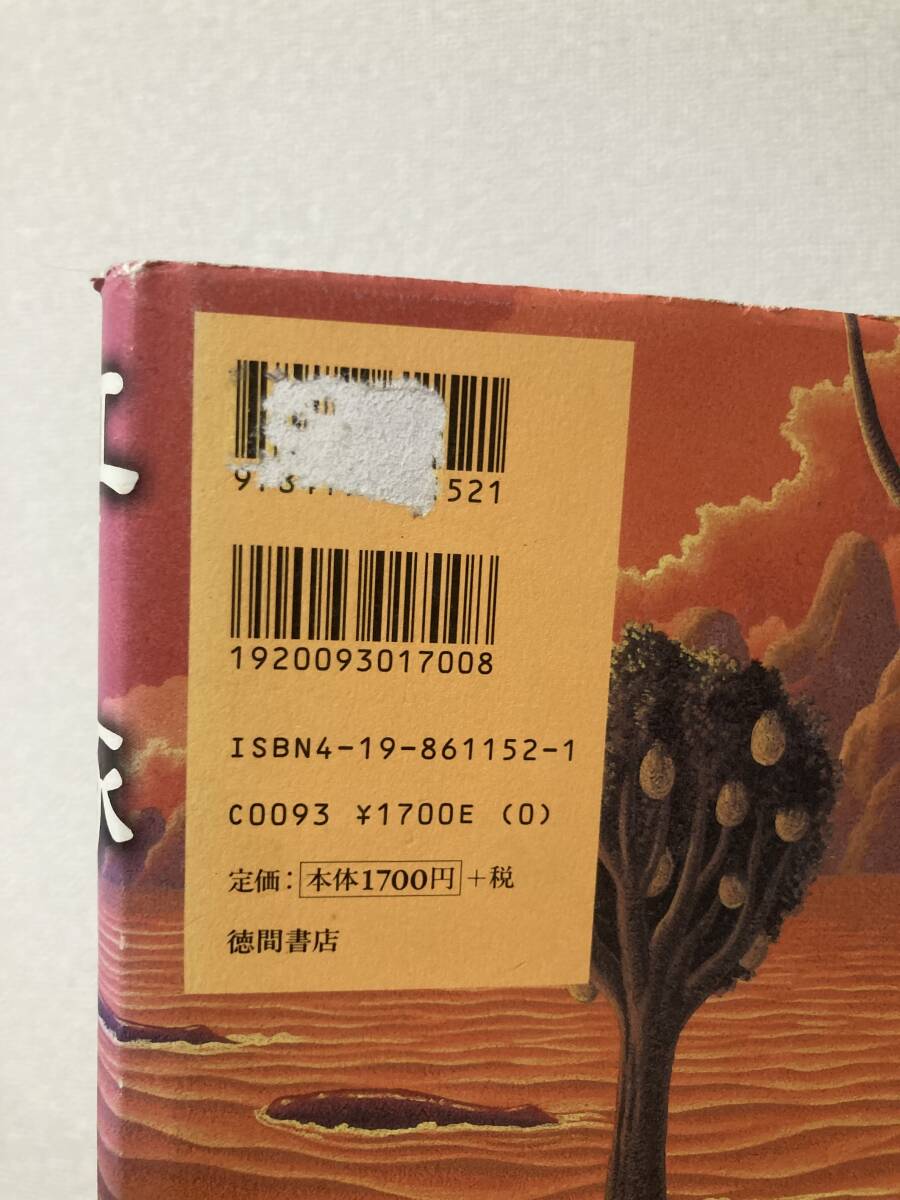 521
1920093017008
ISBN4-19-861152-1
C0093 ¥1700E (0)
定価: 本体1700円+税
徳間書店